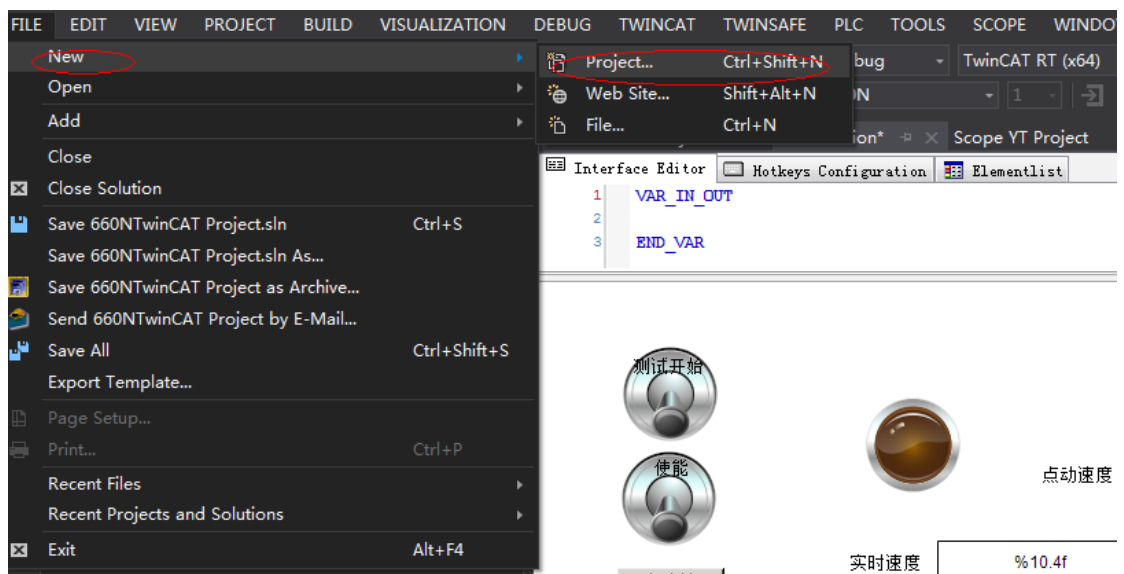 FILE EDIT VIEW PROJECT BUILD VISUALIZATION DEBUG TWINCAT TWINSAFE PLC TOOLS SCOPE WINDO
New
Project... Ctrl+Shift+N
bug
TwinCAT RT (x64)
Open
Web Site... Shift+Alt+N
N
1
Add
File... Ctrl+N
ion*
Scope YT Project
Close
Interface Editor Hotkeys Configuration Elementlist
Close Solution
1 VAR_IN_OUT
2
3 END_VAR
Save 660NTwinCAT Project.sln Ctrl+S
Save 660NTwinCAT Project.sln As...
Save 660NTwinCAT Project as Archive...
Send 660NTwinCAT Project by E-Mail...
Save All Ctrl+Shift+S
Export Template...
Page Setup...
Print... Ctrl+P
Recent Files
Recent Projects and Solutions
Exit Alt+F4
测试开始
使能
点动速度
实时速度 %10.4f